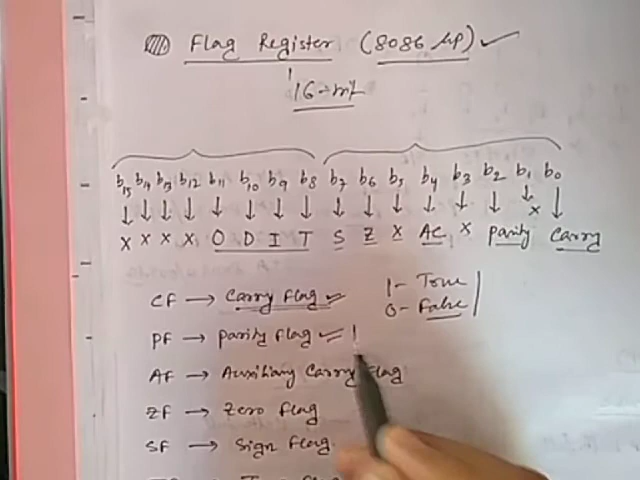 Flag Register (8086 μp)
16-bit
b15 b14 b13 b12 b11 b10 b9 b8 b7 b6 b5 b4 b3 b2 b1 b0
X X X X O D I T S Z X AC X Parity X Carry
CF → Carry Flag 1 - True
0 - False
PF → Parity Flag 1
AF → Auxiliary Carry Flag
ZF → Zero Flag
SF → Sign Flag